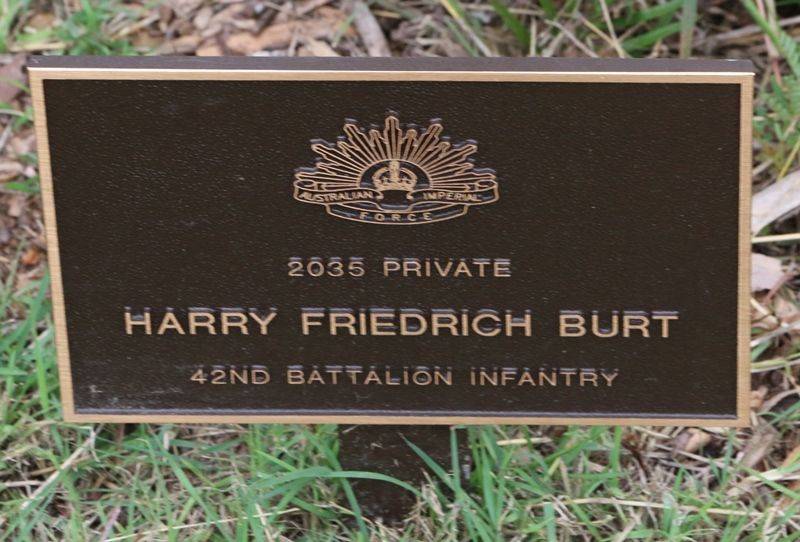 AUSTRALIAN IMPERIAL
FORCE
2035 PRIVATE
HARRY FRIEDRICH BURT
42ND BATTALION INFANTRY